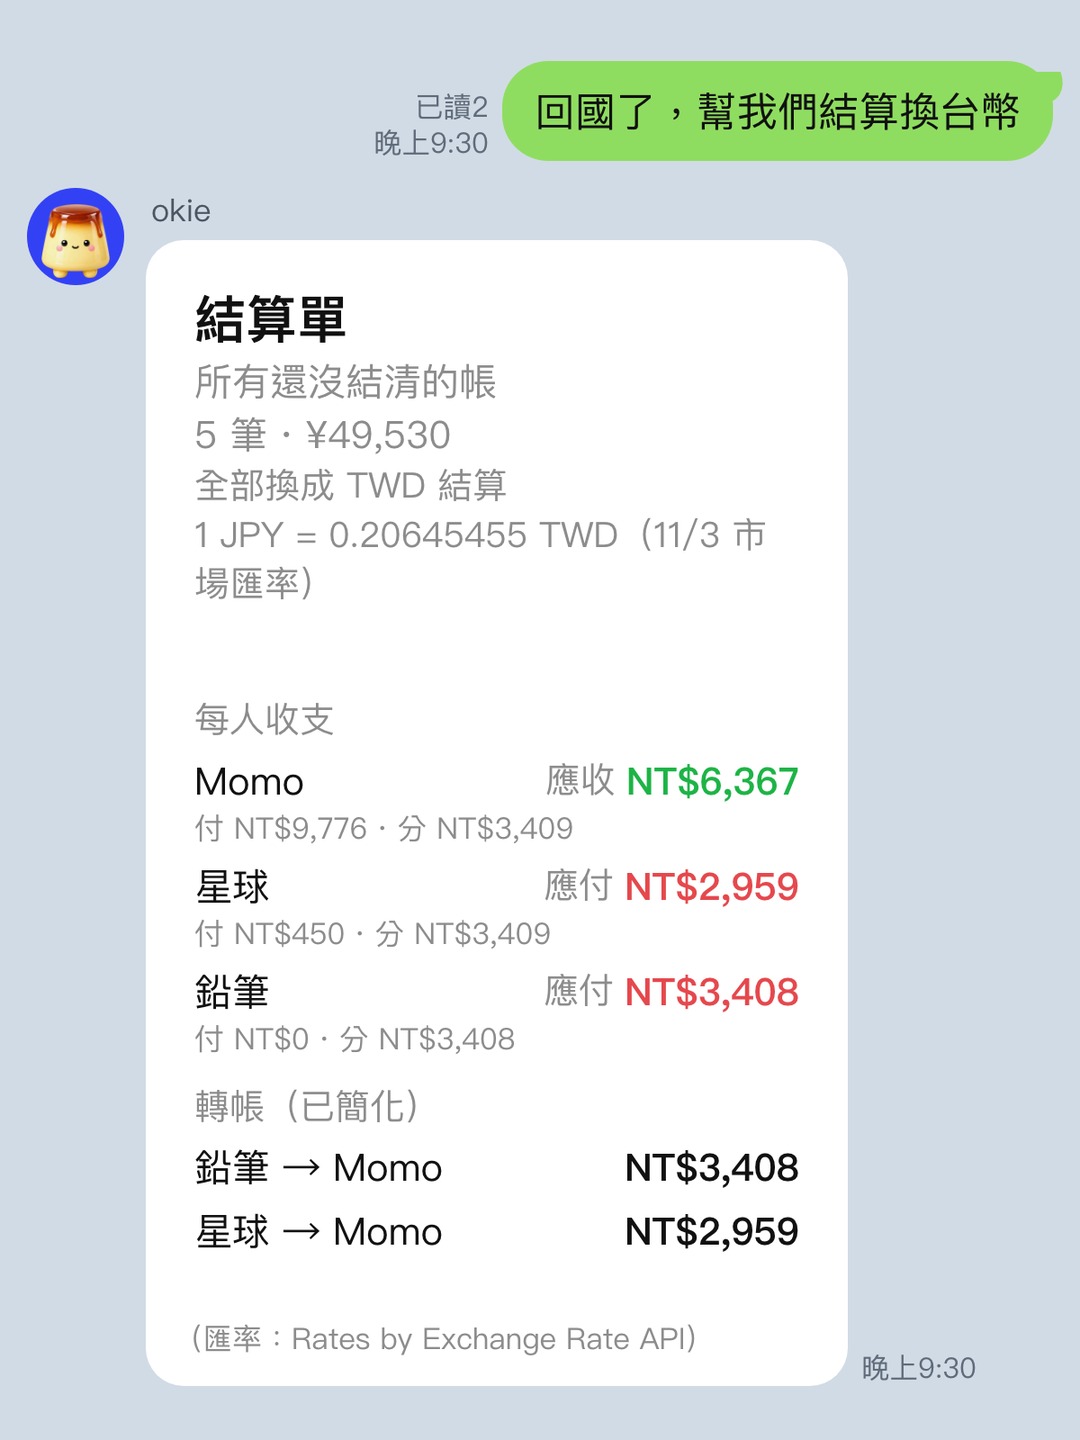 回國了，幫我們結算換台幣
已讀2
晚上9:30
okie
結算單
所有還沒結清的帳
5 筆 · ¥49,530
全部換成 TWD 結算
1 JPY = 0.20645455 TWD（11/3 市
場匯率）
每人收支
Momo 應收 NT$6,367
付 NT$9,776 · 分 NT$3,409
星球 應付 NT$2,959
付 NT$450 · 分 NT$3,409
鉛筆 應付 NT$3,408
付 NT$0 · 分 NT$3,408
轉帳（已簡化）
鉛筆 → Momo NT$3,408
星球 → Momo NT$2,959
（匯率：Rates by Exchange Rate API）
晚上9:30